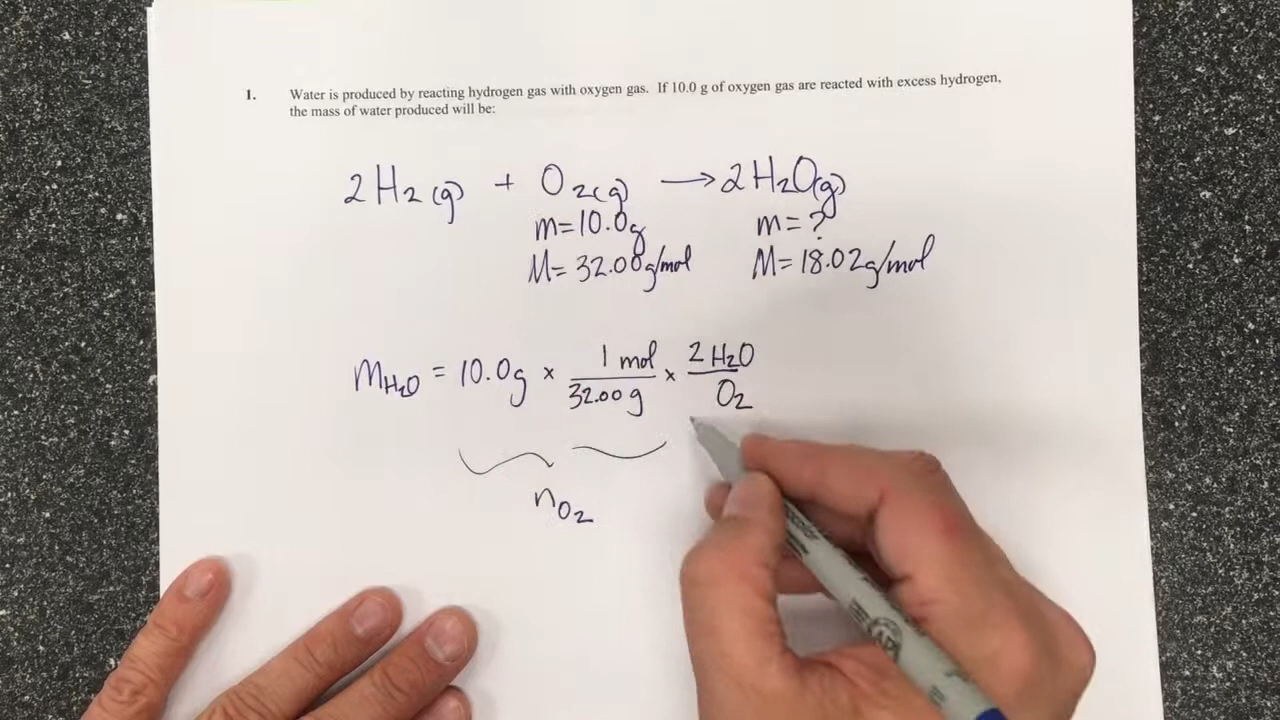 1. Water is produced by reacting hydrogen gas with oxygen gas. If 10.0 g of oxygen gas are reacted with excess hydrogen,
the mass of water produced will be:
2H₂(g) + O₂(g) → 2H₂O(g)
m=10.0g m=?
M=32.00g/mol M=18.02g/mol
mH₂O = 10.0g × 1 mol/32.00g × 2 H₂O/O₂
nO₂